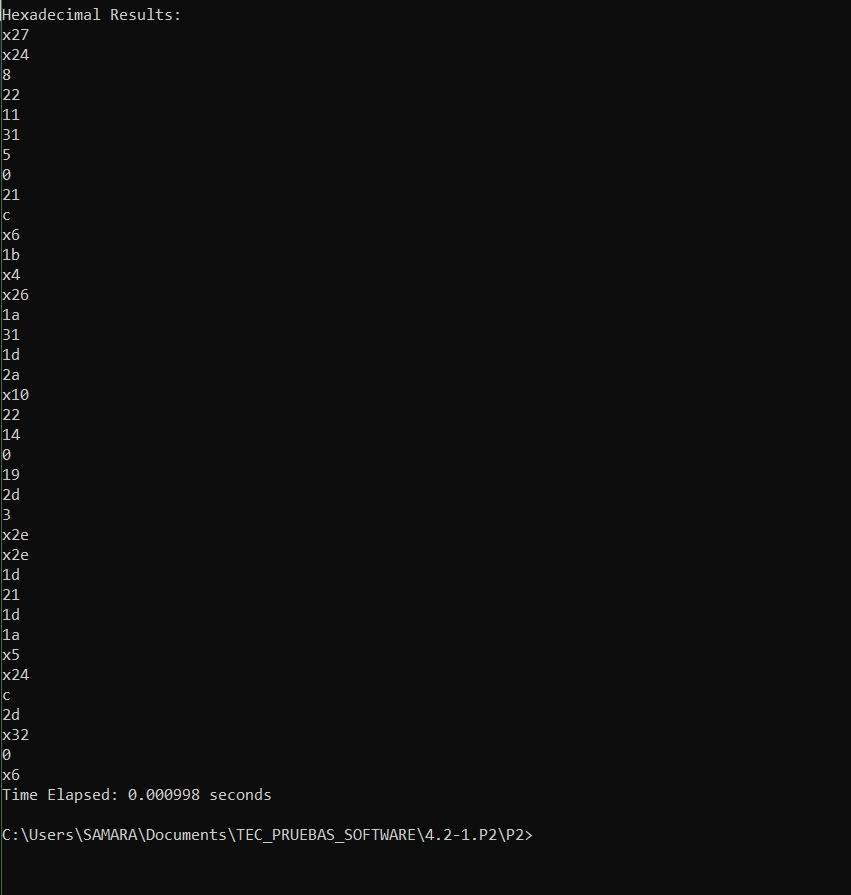 Hexadecimal Results:
x27
x24
8
22
11
31
5
0
21
c
x6
1b
x4
x26
1a
31
1d
2a
x10
22
14
0
19
2d
3
x2e
x2e
1d
21
1d
1a
x5
x24
c
2d
x32
0
x6
Time Elapsed: 0.000998 seconds
C:\Users\SAMARA\Documents\TEC_PRUEBAS_SOFTWARE\4.2-1.P2\P2>